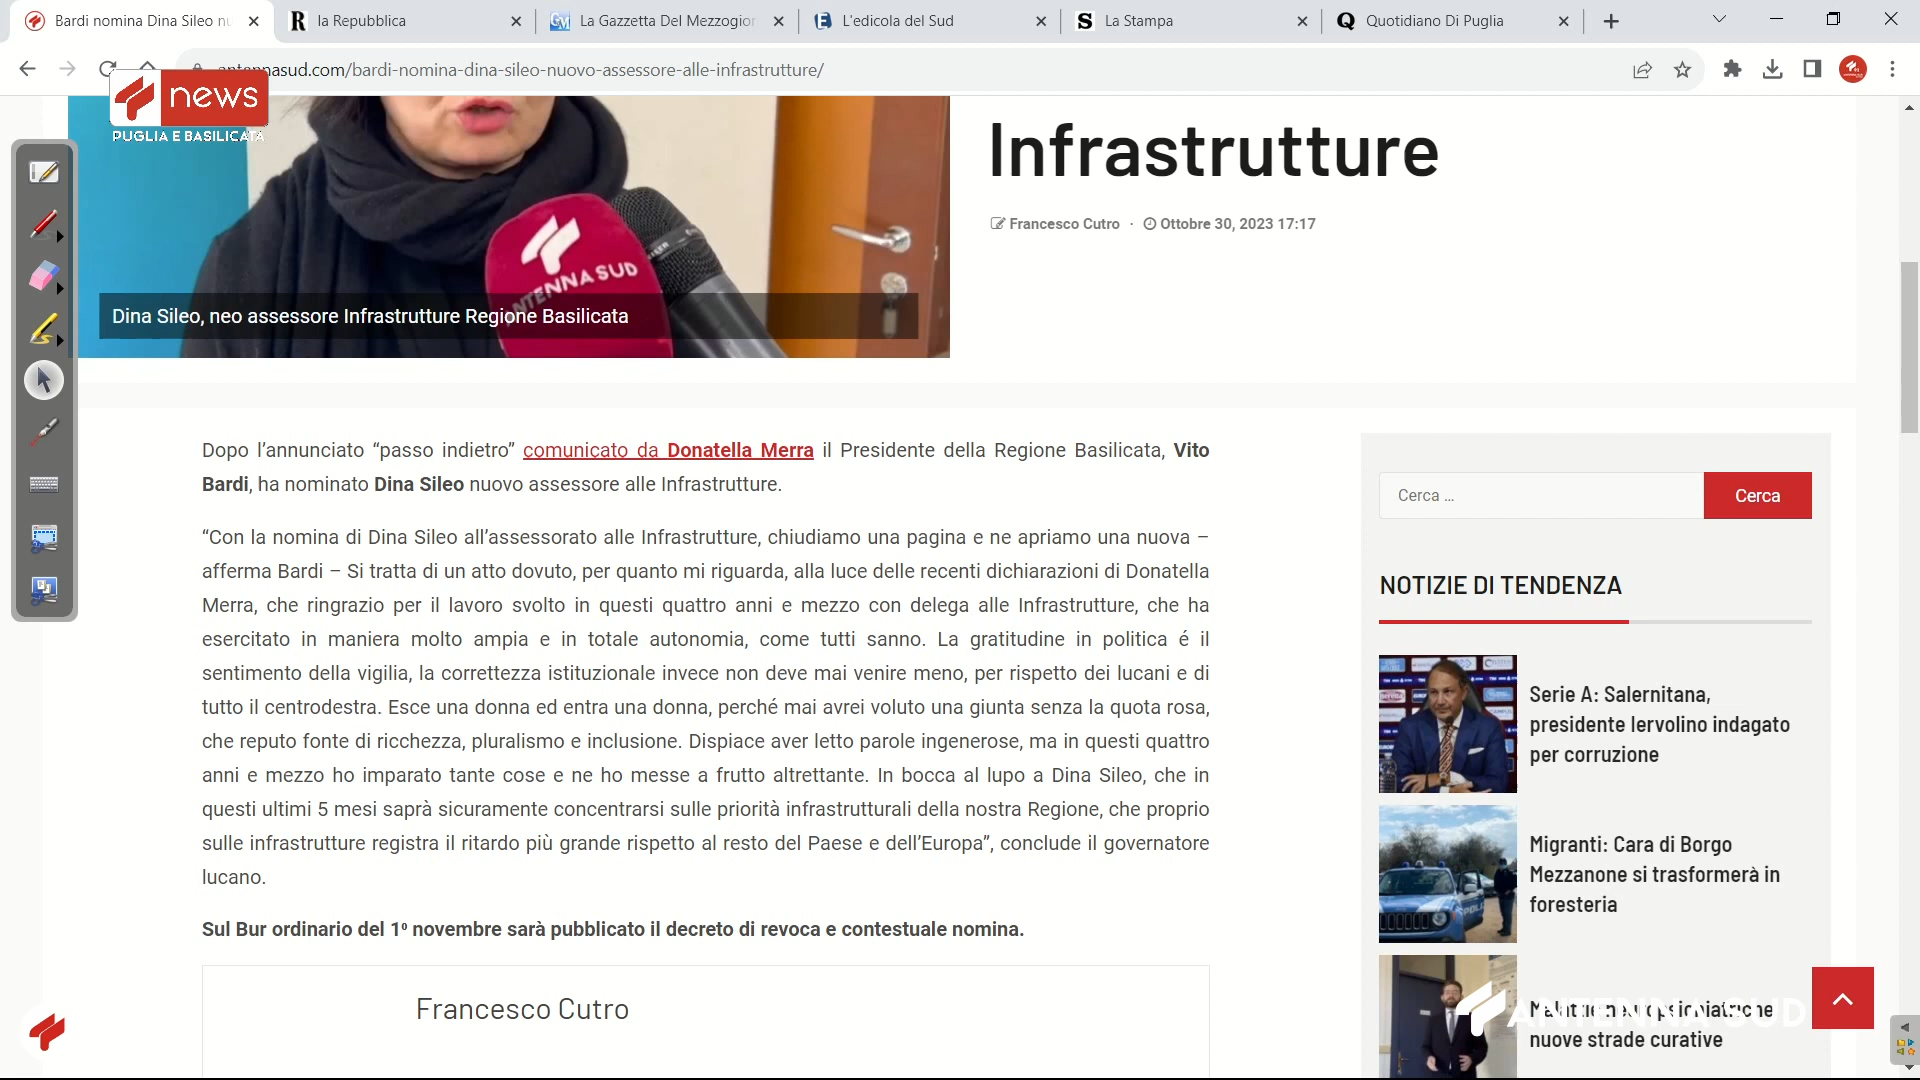 Bardi nomina Dina Sileo nu
la Repubblica
La Gazzetta Del Mezzogior
L'edicola del Sud
La Stampa
Quotidiano Di Puglia
antennasud.com/bardi-nomina-dina-sileo-nuovo-assessore-alle-infrastrutture/
news
PUGLIA E BASILICATA
Infrastrutture
Francesco Cutro · Ottobre 30, 2023 17:17
ANTENNA SUD
Dina Sileo, neo assessore Infrastrutture Regione Basilicata
Dopo l'annunciato “passo indietro” comunicato da Donatella Merra il Presidente della Regione Basilicata, Vito
Bardi, ha nominato Dina Sileo nuovo assessore alle Infrastrutture.
“Con la nomina di Dina Sileo all'assessorato alle Infrastrutture, chiudiamo una pagina e ne apriamo una nuova –
afferma Bardi – Si tratta di un atto dovuto, per quanto mi riguarda, alla luce delle recenti dichiarazioni di Donatella
Merra, che ringrazio per il lavoro svolto in questi quattro anni e mezzo con delega alle Infrastrutture, che ha
esercitato in maniera molto ampia e in totale autonomia, come tutti sanno. La gratitudine in politica é il
sentimento della vigilia, la correttezza istituzionale invece non deve mai venire meno, per rispetto dei lucani e di
tutto il centrodestra. Esce una donna ed entra una donna, perché mai avrei voluto una giunta senza la quota rosa,
che reputo fonte di ricchezza, pluralismo e inclusione. Dispiace aver letto parole ingenerose, ma in questi quattro
anni e mezzo ho imparato tante cose e ne ho messe a frutto altrettante. In bocca al lupo a Dina Sileo, che in
questi ultimi 5 mesi saprà sicuramente concentrarsi sulle priorità infrastrutturali della nostra Regione, che proprio
sulle infrastrutture registra il ritardo più grande rispetto al resto del Paese e dell'Europa”, conclude il governatore
lucano.
Sul Bur ordinario del 1º novembre sarà pubblicato il decreto di revoca e contestuale nomina.
Francesco Cutro
Cerca ...
Cerca
NOTIZIE DI TENDENZA
Serie A: Salernitana,
presidente Iervolino indagato
per corruzione
Migranti: Cara di Borgo
Mezzanone si trasformerà in
foresteria
ANTENNA SUD
nuove strade curative